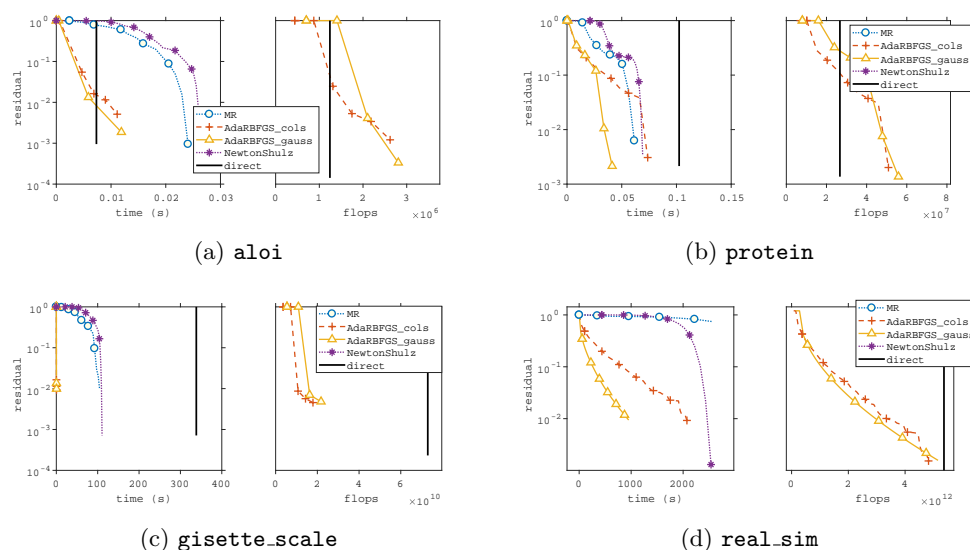 10^0
10^-1
10^-2
10^-3
10^-4
residual
0 0.01 0.02 0.03
time (s)
0 1 2 3
×10^6
flops
MR
AdaRBFGS_cols
AdaRBFGS_gauss
NewtonShulz
direct
(a) aloi
10^0
10^-1
10^-2
10^-3
residual
0 0.05 0.1 0.15
time (s)
0 2 4 6 8
×10^7
flops
MR
AdaRBFGS_cols
AdaRBFGS_gauss
NewtonShulz
direct
(b) protein
10^0
10^-1
10^-2
10^-3
10^-4
residual
0 100 200 300 400
time (s)
0 2 4 6 8
×10^10
flops
MR
AdaRBFGS_cols
AdaRBFGS_gauss
NewtonShulz
direct
(c) gisette_scale
10^0
10^-1
10^-2
residual
0 1000 2000
time (s)
0 2 4
×10^12
flops
MR
AdaRBFGS_cols
AdaRBFGS_gauss
NewtonShulz
direct
(d) real_sim